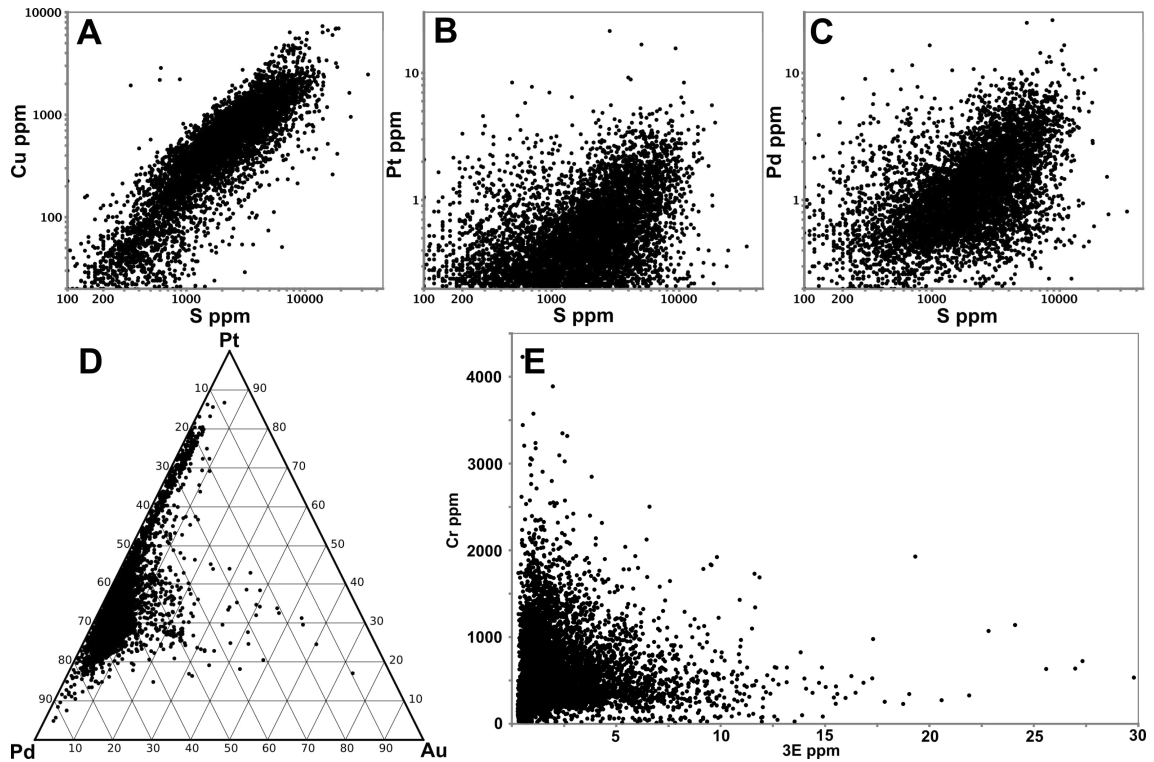 A
10000
1000
100
Cu ppm
100 200 1000 10000
S ppm
B
10
1
Pt ppm
100 200 1000 10000
S ppm
C
10
1
Pd ppm
100 200 1000 10000
S ppm
D
Pt
10 90
20 80
30 70
40 60
50 50
60 40
70 30
80 20
90 10
Pd 10 20 30 40 50 60 70 80 90 Au
E
4000
3000
2000
1000
0
Cr ppm
5 10 15 20 25 30
3E ppm